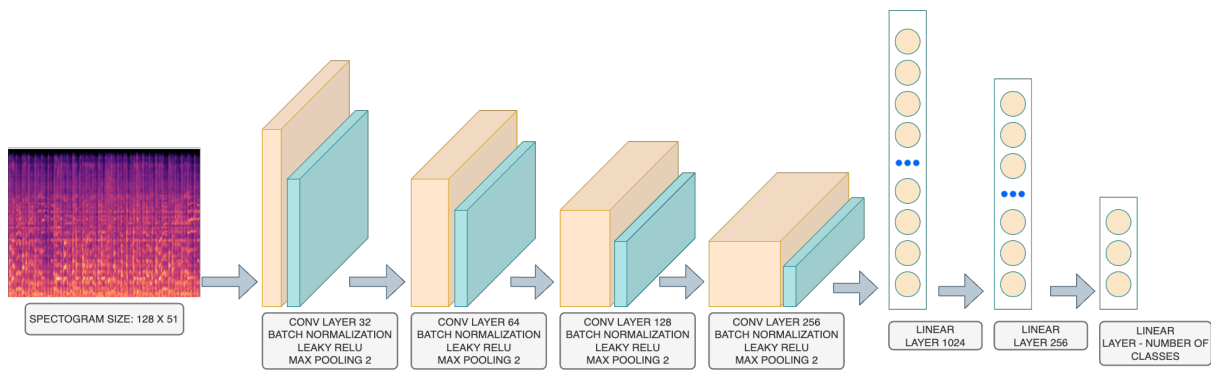 SPECTOGRAM SIZE: 128 X 51
CONV LAYER 32
BATCH NORMALIZATION
LEAKY RELU
MAX POOLING 2
CONV LAYER 64
BATCH NORMALIZATION
LEAKY RELU
MAX POOLING 2
CONV LAYER 128
BATCH NORMALIZATION
LEAKY RELU
MAX POOLING 2
CONV LAYER 256
BATCH NORMALIZATION
LEAKY RELU
MAX POOLING 2
LINEAR
LAYER 1024
LINEAR
LAYER 256
LINEAR
LAYER - NUMBER OF
CLASSES